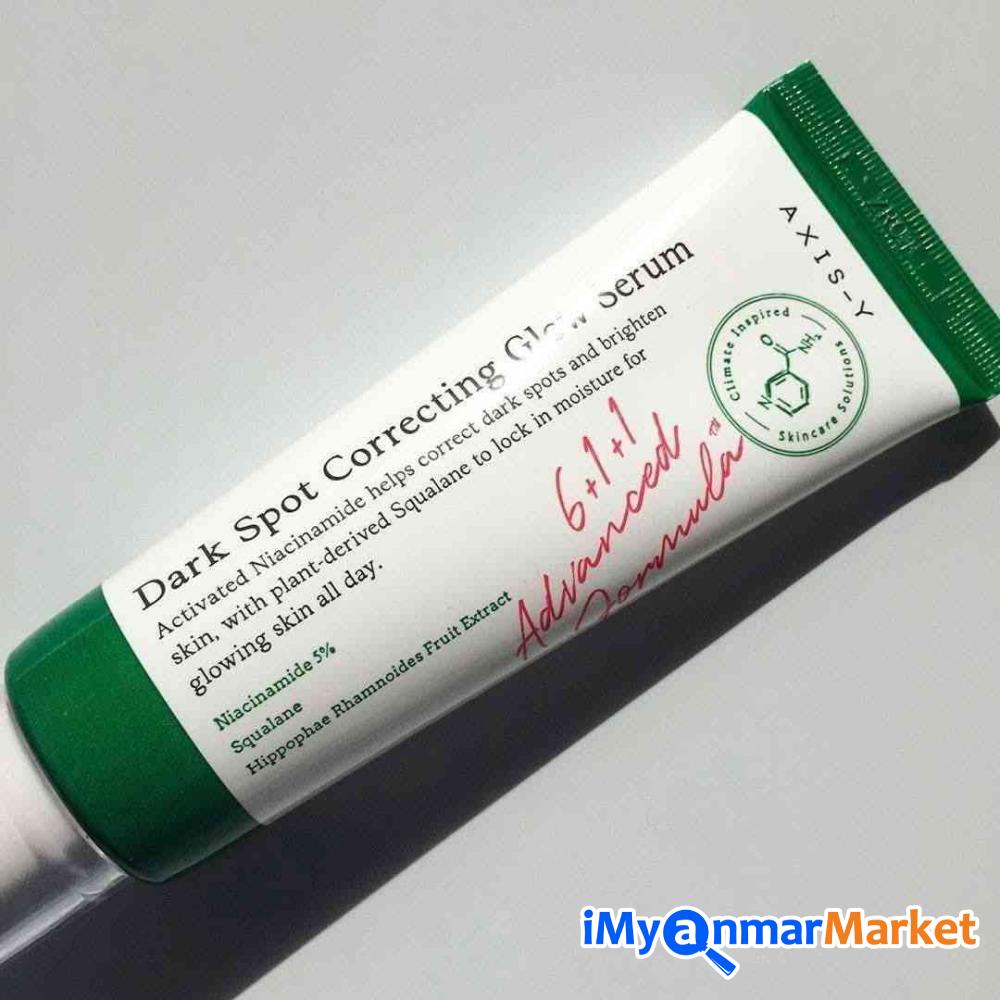 AXIS-Y
Climate Inspired
Skincare Solutions
O
NH₂
N
Dark Spot Correcting Glow Serum
Activated Niacinamide helps correct dark spots and brighten
skin, with plant-derived Squalane to lock in moisture for
glowing skin all day.
6+1+1
Advanced
Formula™
Niacinamide 5%
Squalane
Hippophae Rhamnoides Fruit Extract
iMyanmarMarket